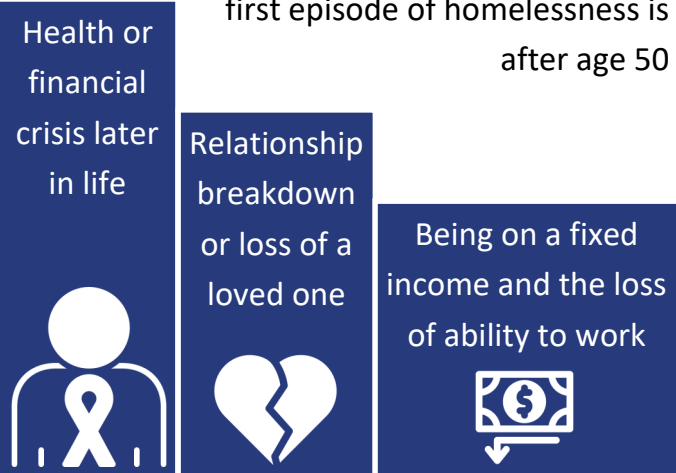 first episode of homelessness is
after age 50
Health or
financial
crisis later
in life
Relationship
breakdown
or loss of a
loved one
Being on a fixed
income and the loss
of ability to work
$